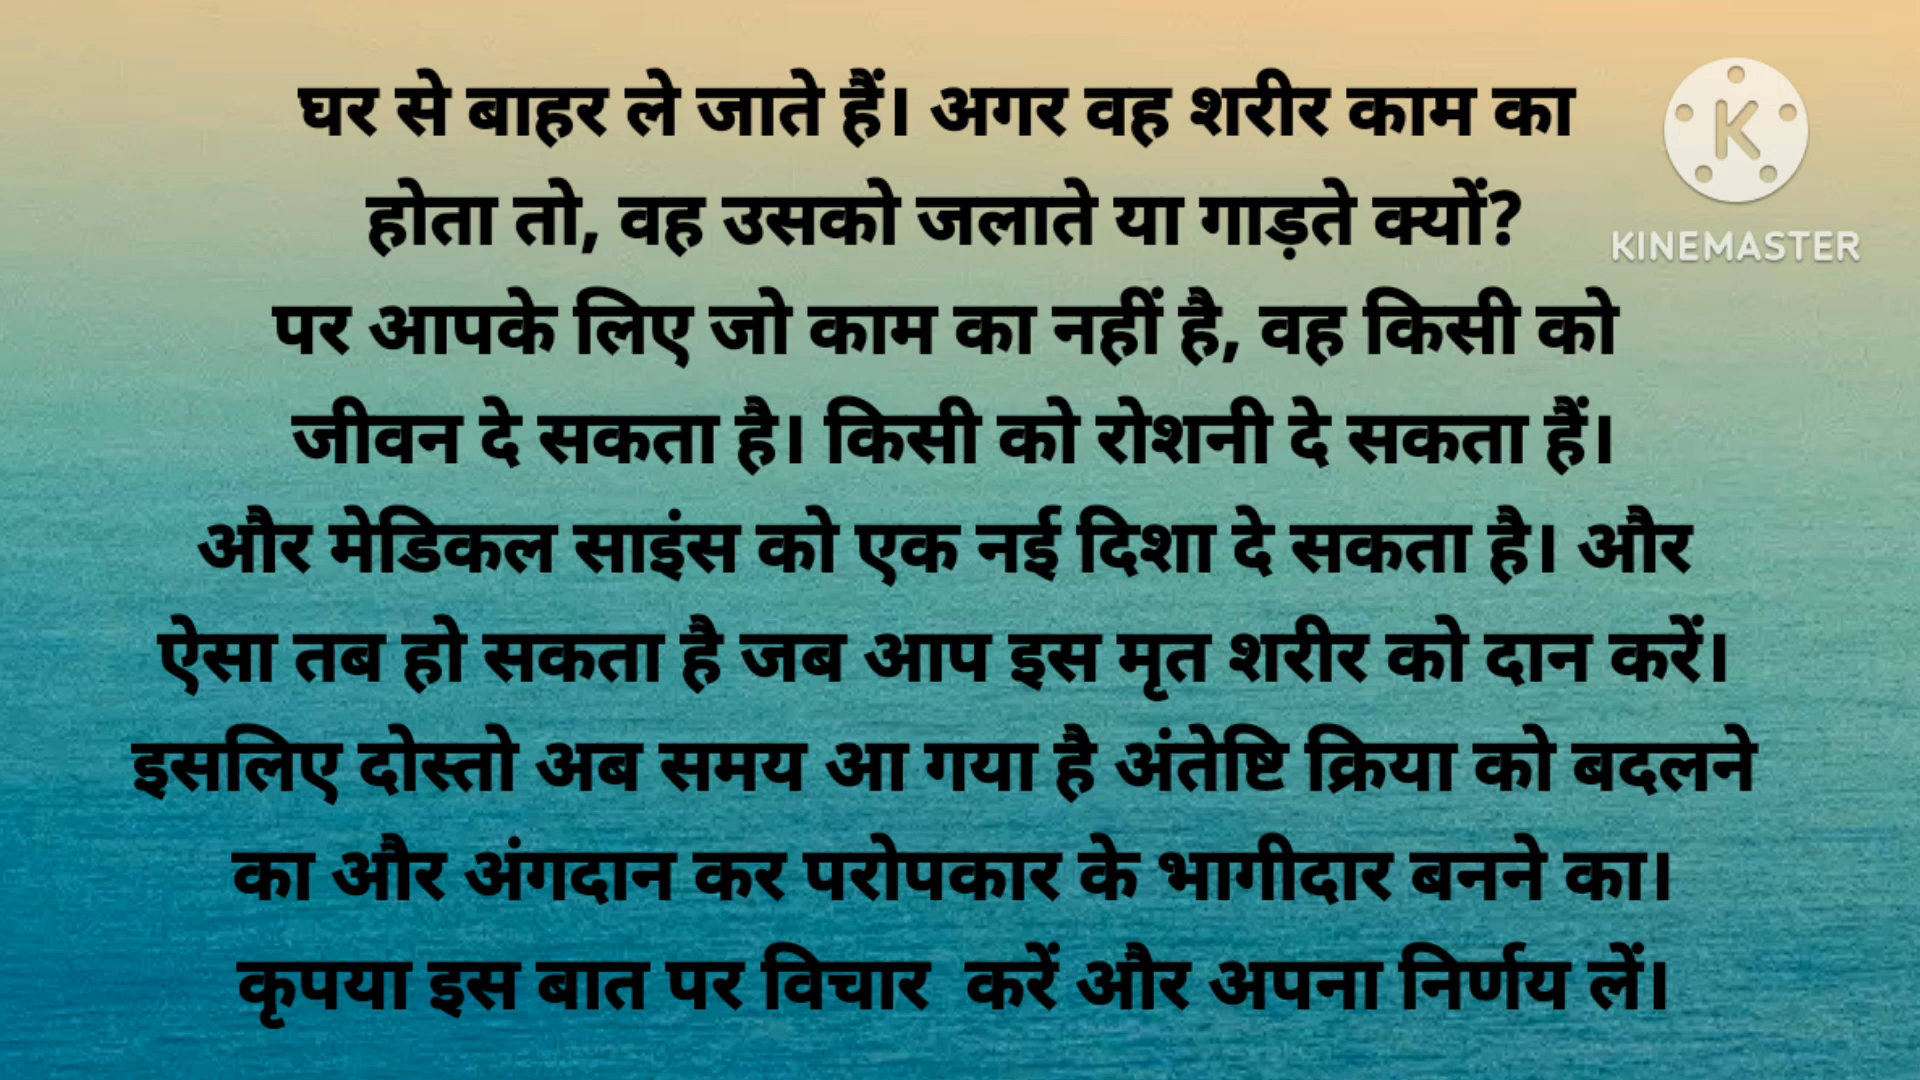 घर से बाहर ले जाते हैं। अगर वह शरीर काम का
होता तो, वह उसको जलाते या गाड़ते क्यों?
पर आपके लिए जो काम का नहीं है, वह किसी को
जीवन दे सकता है। किसी को रोशनी दे सकता हैं।
और मेडिकल साइंस को एक नई दिशा दे सकता है। और
ऐसा तब हो सकता है जब आप इस मृत शरीर को दान करें।
इसलिए दोस्तो अब समय आ गया है अंतेष्टि क्रिया को बदलने
का और अंगदान कर परोपकार के भागीदार बनने का।
कृपया इस बात पर विचार  करें और अपना निर्णय लें।
K
KINEMASTER